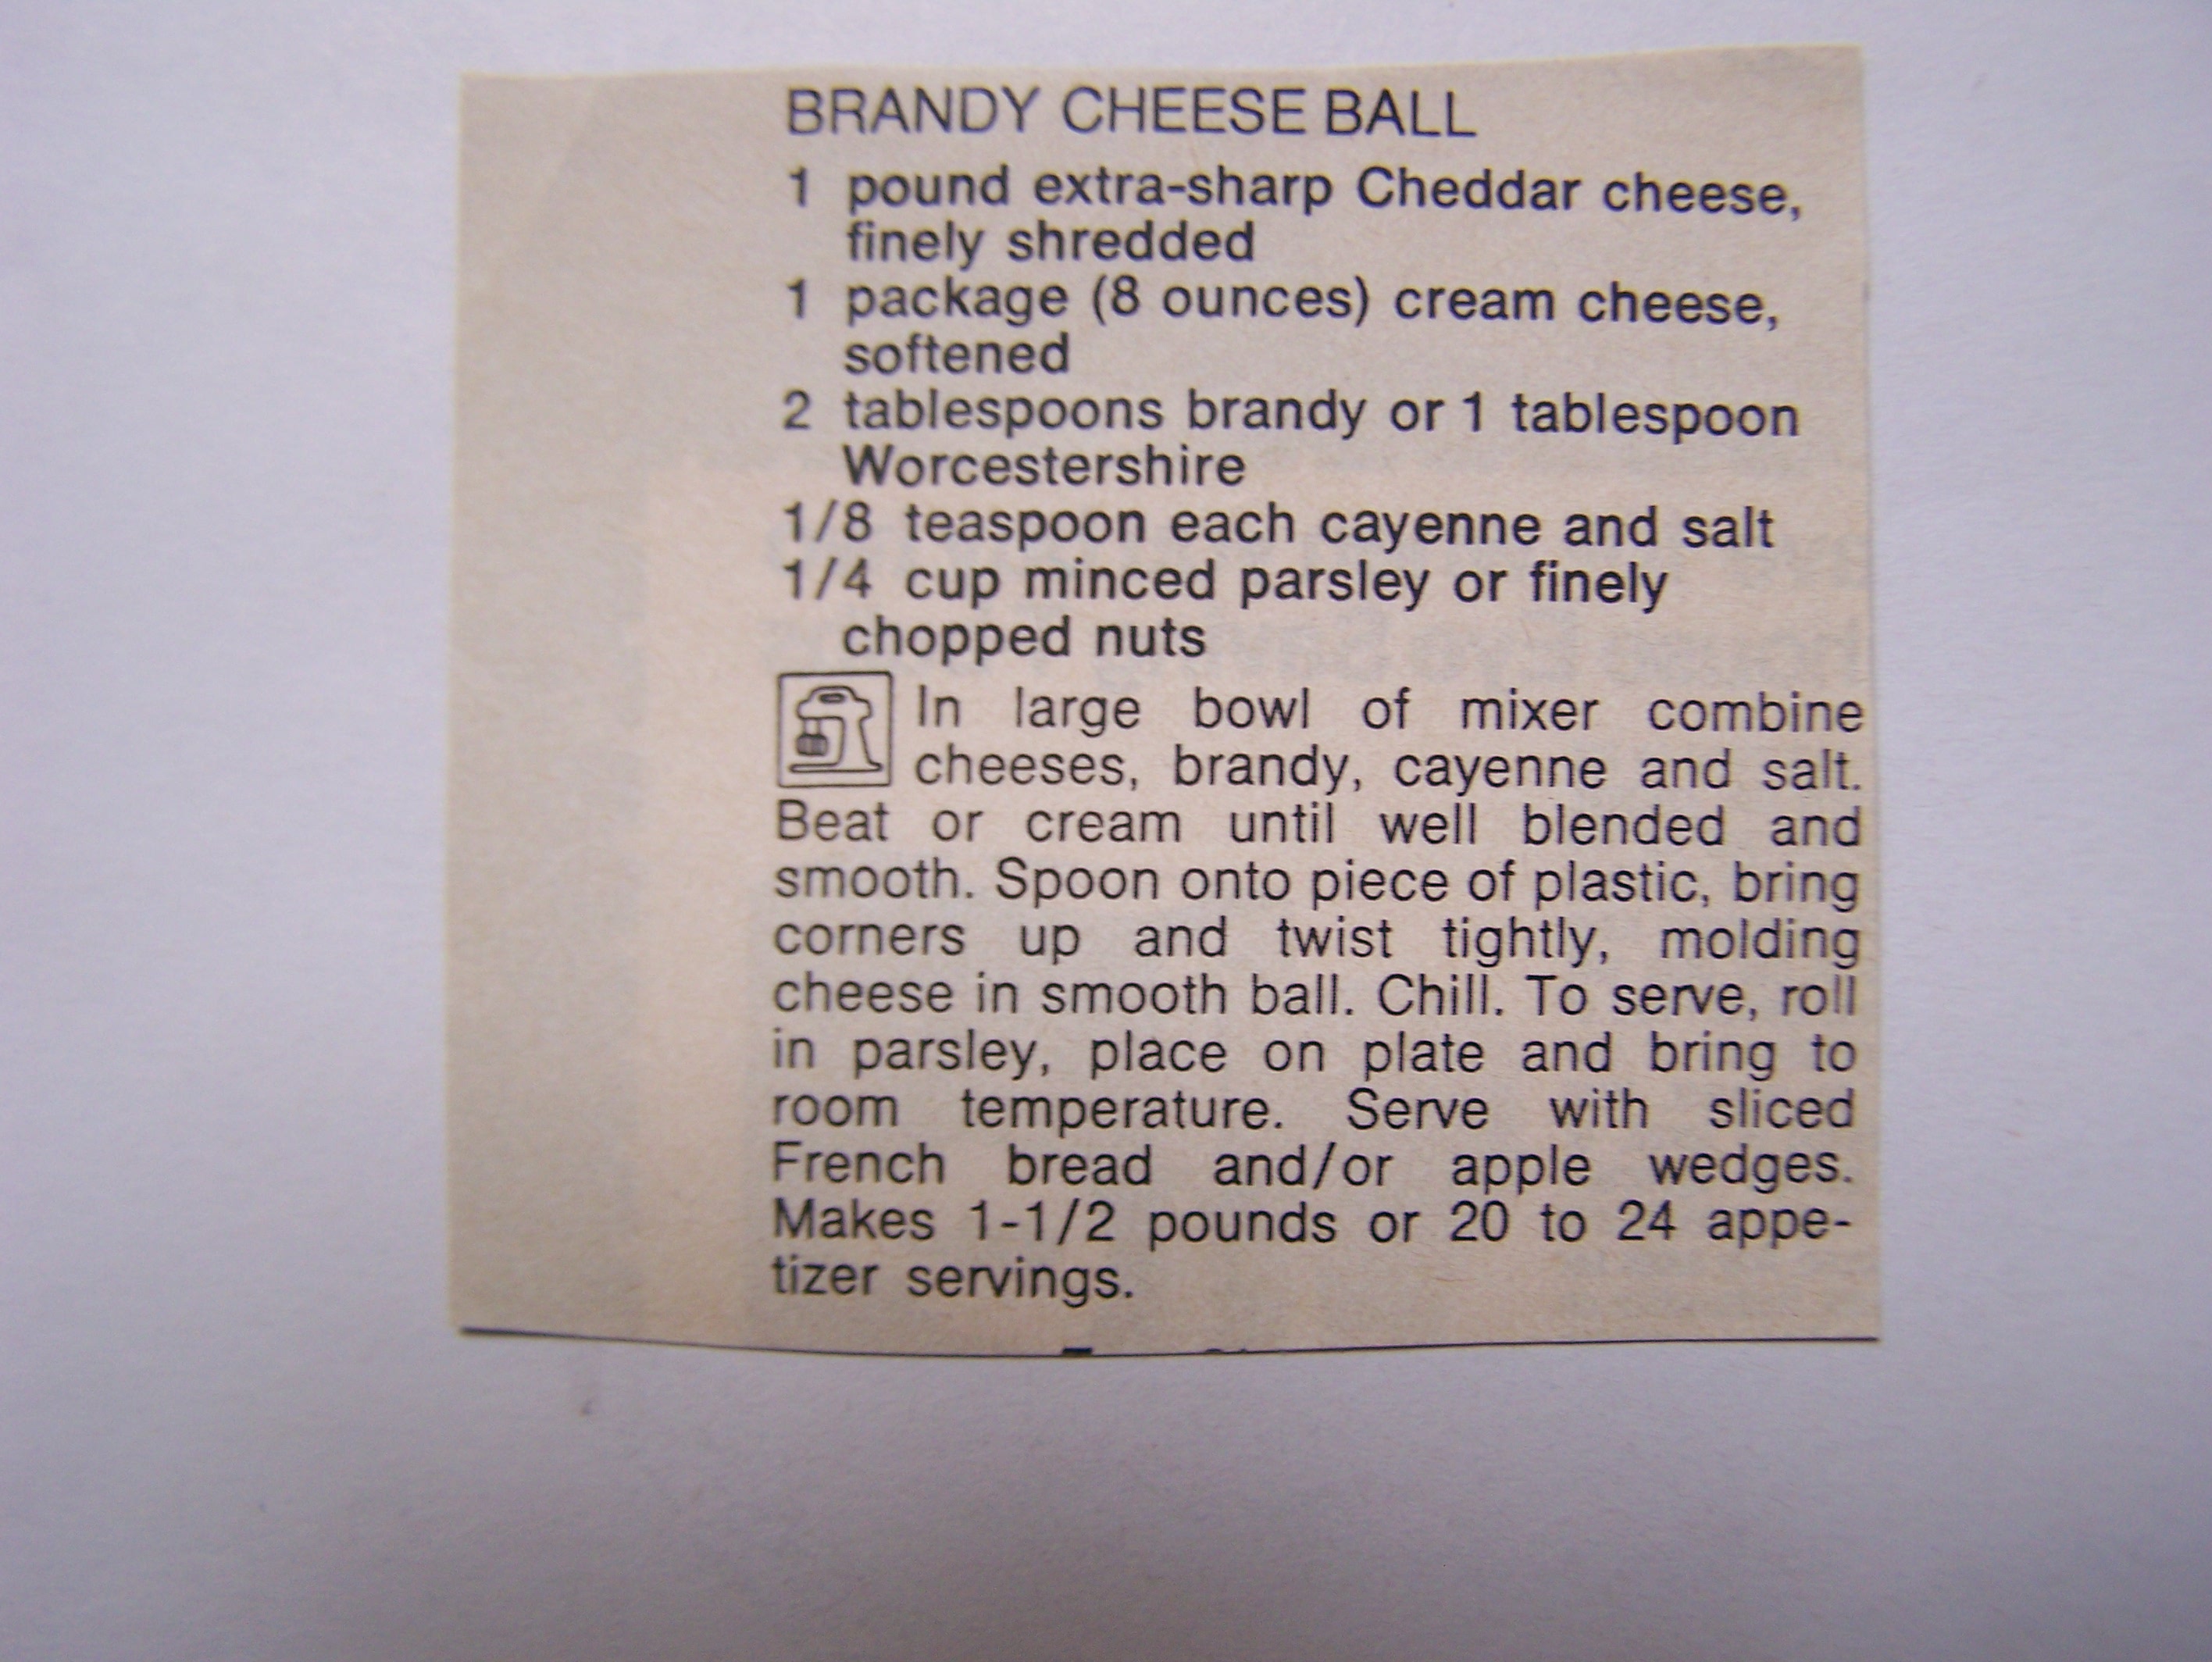 BRANDY CHEESE BALL
1 pound extra-sharp Cheddar cheese,
finely shredded
1 package (8 ounces) cream cheese,
softened
2 tablespoons brandy or 1 tablespoon
Worcestershire
1/8 teaspoon each cayenne and salt
1/4 cup minced parsley or finely
chopped nuts
In large bowl of mixer combine
cheeses, brandy, cayenne and salt.
Beat or cream until well blended and
smooth. Spoon onto piece of plastic, bring
corners up and twist tightly, molding
cheese in smooth ball. Chill. To serve, roll
in parsley, place on plate and bring to
room temperature. Serve with sliced
French bread and/or apple wedges.
Makes 1-1/2 pounds or 20 to 24 appe-
tizer servings.